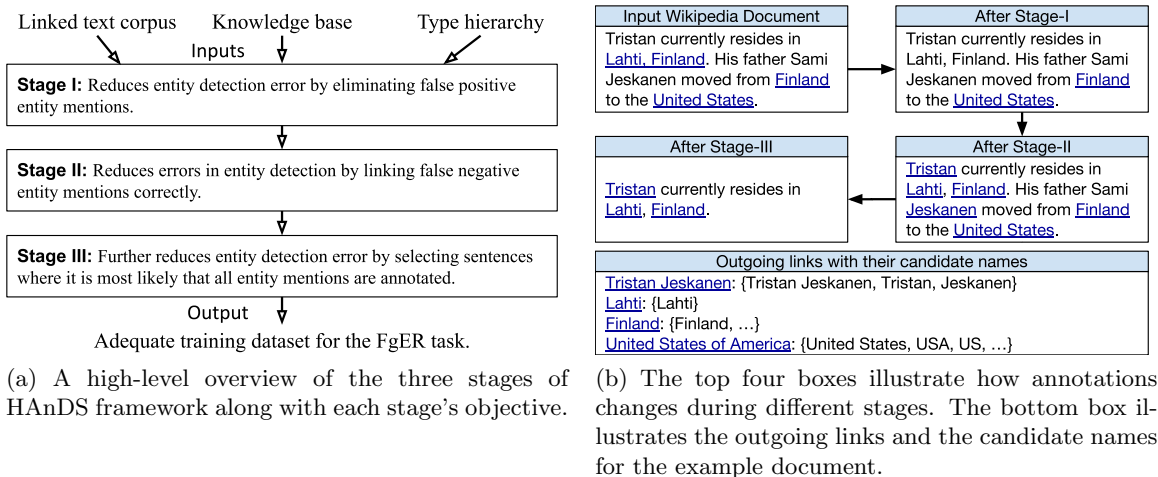 Linked text corpus
Knowledge base
Type hierarchy
Inputs
Stage I: Reduces entity detection error by eliminating false positive
entity mentions.
Stage II: Reduces errors in entity detection by linking false negative
entity mentions correctly.
Stage III: Further reduces entity detection error by selecting sentences
where it is most likely that all entity mentions are annotated.
Output
Adequate training dataset for the FgER task.
(a) A high-level overview of the three stages of
HAnDS framework along with each stage's objective.
Input Wikipedia Document
Tristan currently resides in
Lahti, Finland. His father Sami
Jeskanen moved from Finland
to the United States.
After Stage-I
Tristan currently resides in
Lahti, Finland. His father Sami
Jeskanen moved from Finland
to the United States.
After Stage-III
Tristan currently resides in
Lahti, Finland.
After Stage-II
Tristan currently resides in
Lahti, Finland. His father Sami
Jeskanen moved from Finland
to the United States.
Outgoing links with their candidate names
Tristan Jeskanen: {Tristan Jeskanen, Tristan, Jeskanen}
Lahti: {Lahti}
Finland: {Finland, …}
United States of America: {United States, USA, US, …}
(b) The top four boxes illustrate how annotations
changes during different stages. The bottom box il-
lustrates the outgoing links and the candidate names
for the example document.